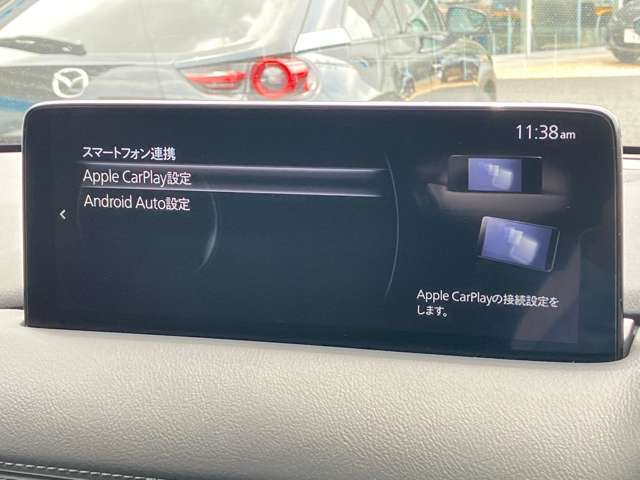 11:38am
スマートフォン連携
Apple CarPlay設定
Android Auto設定
Apple CarPlayの接続設定を
します。